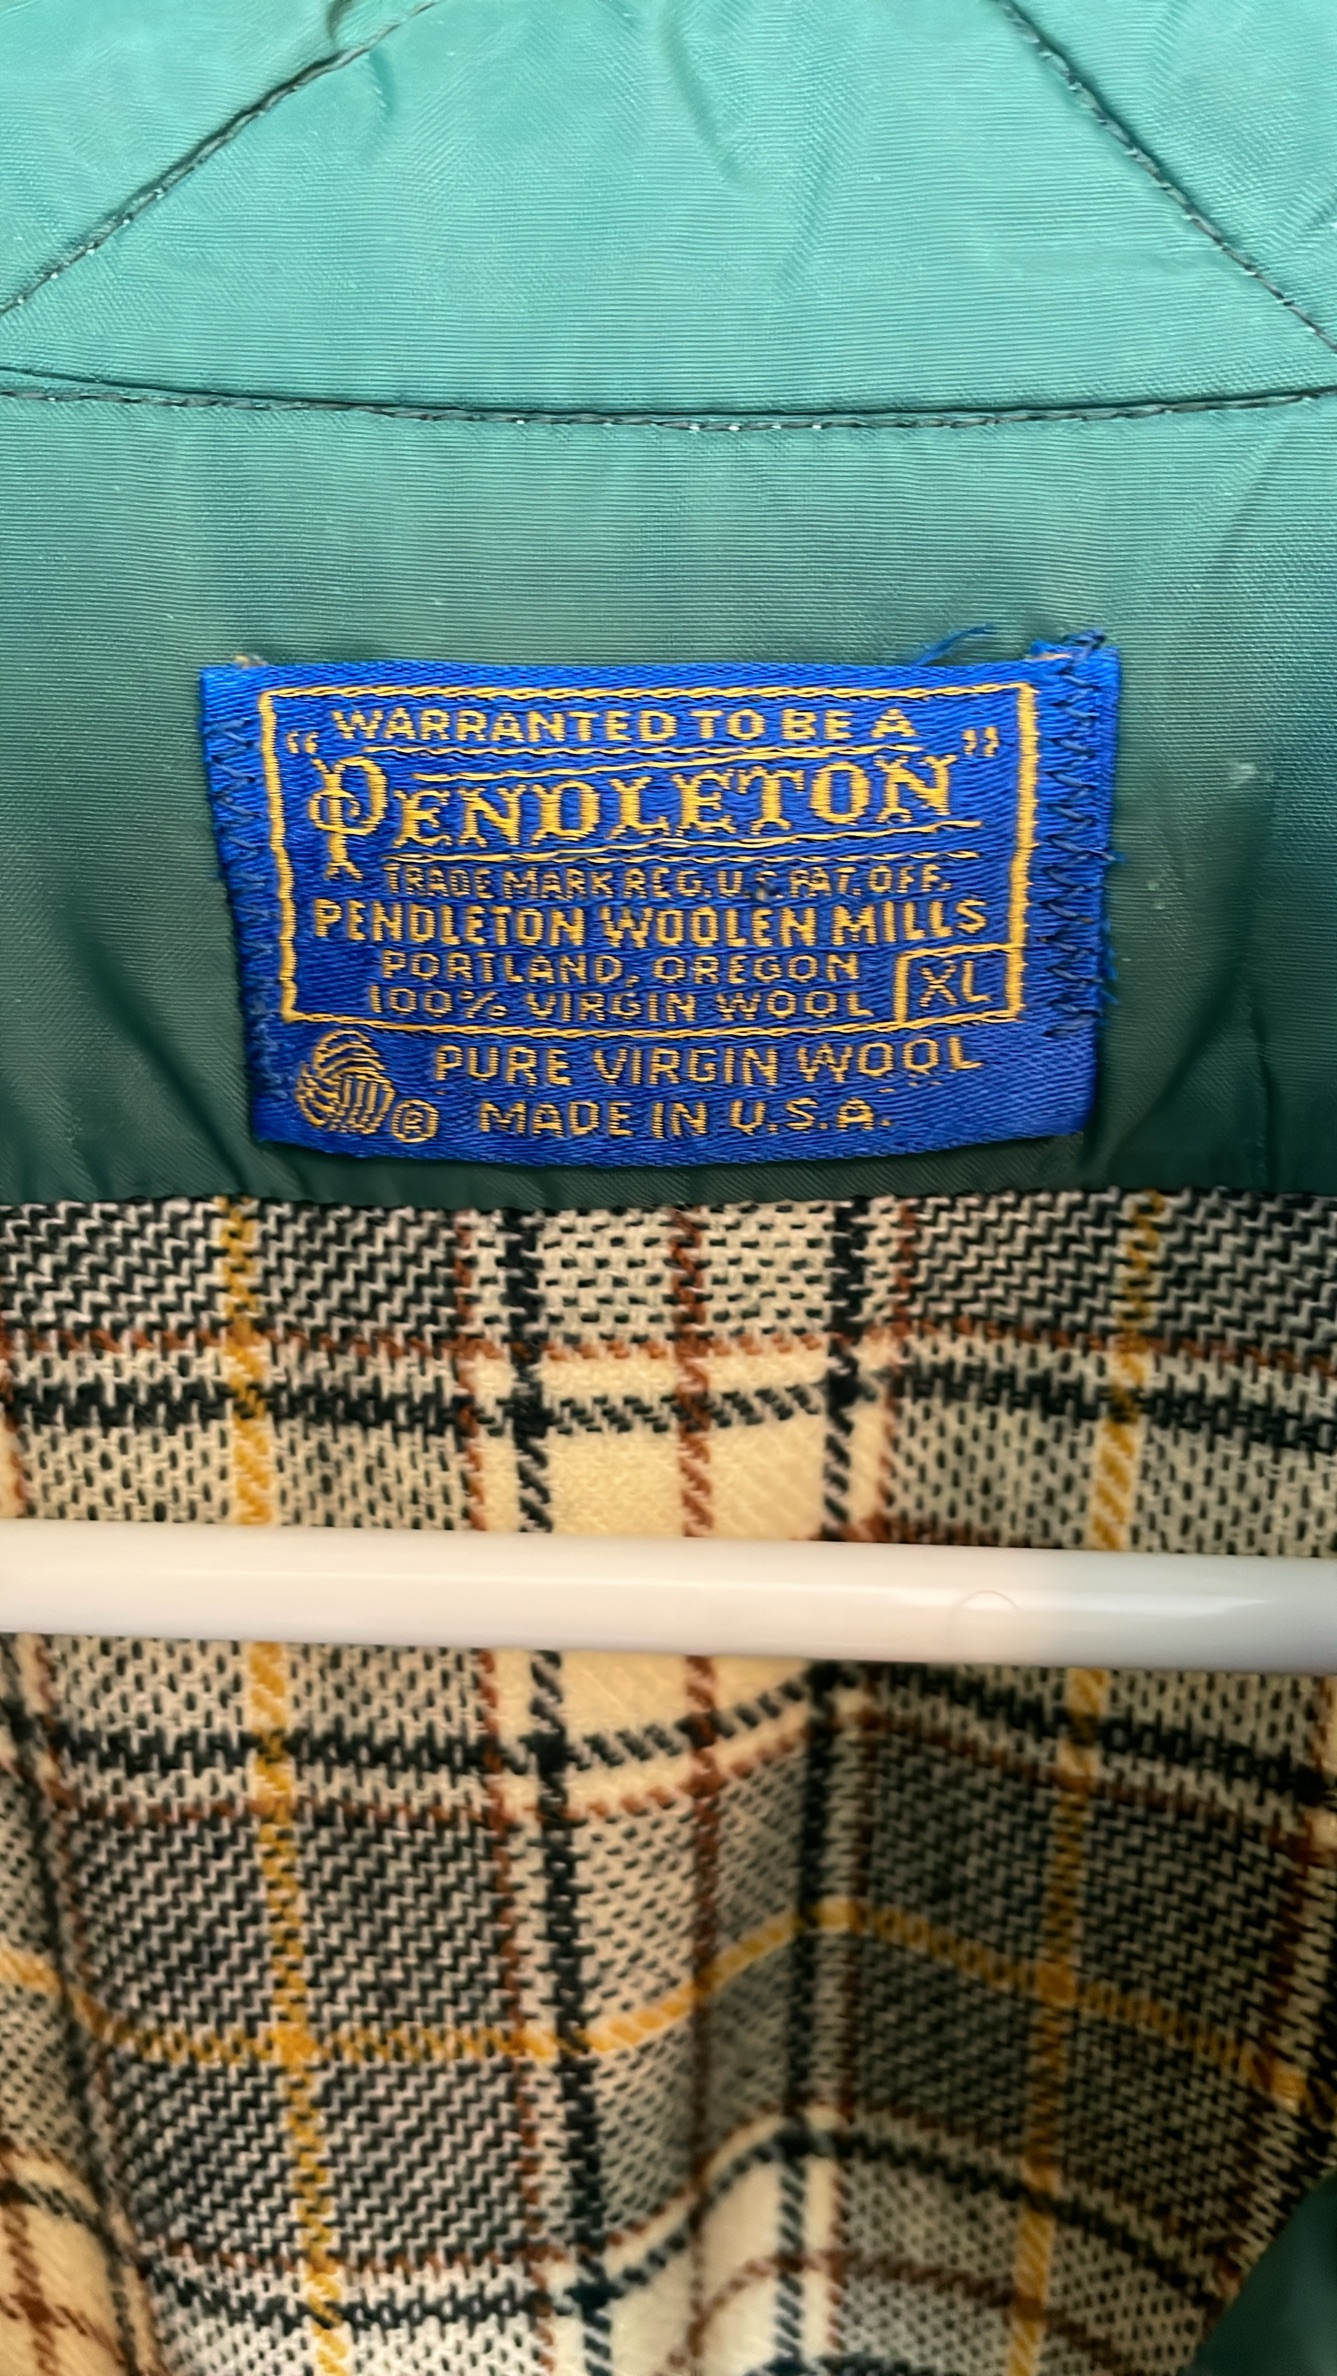 WARRANTED TO BE A
"PENDLETON"
TRADE MARK REG. U.S. PAT. OFF.
PENDLETON WOOLEN MILLS
PORTLAND, OREGON
100% VIRGIN WOOL XL
PURE VIRGIN WOOL
® MADE IN U.S.A.